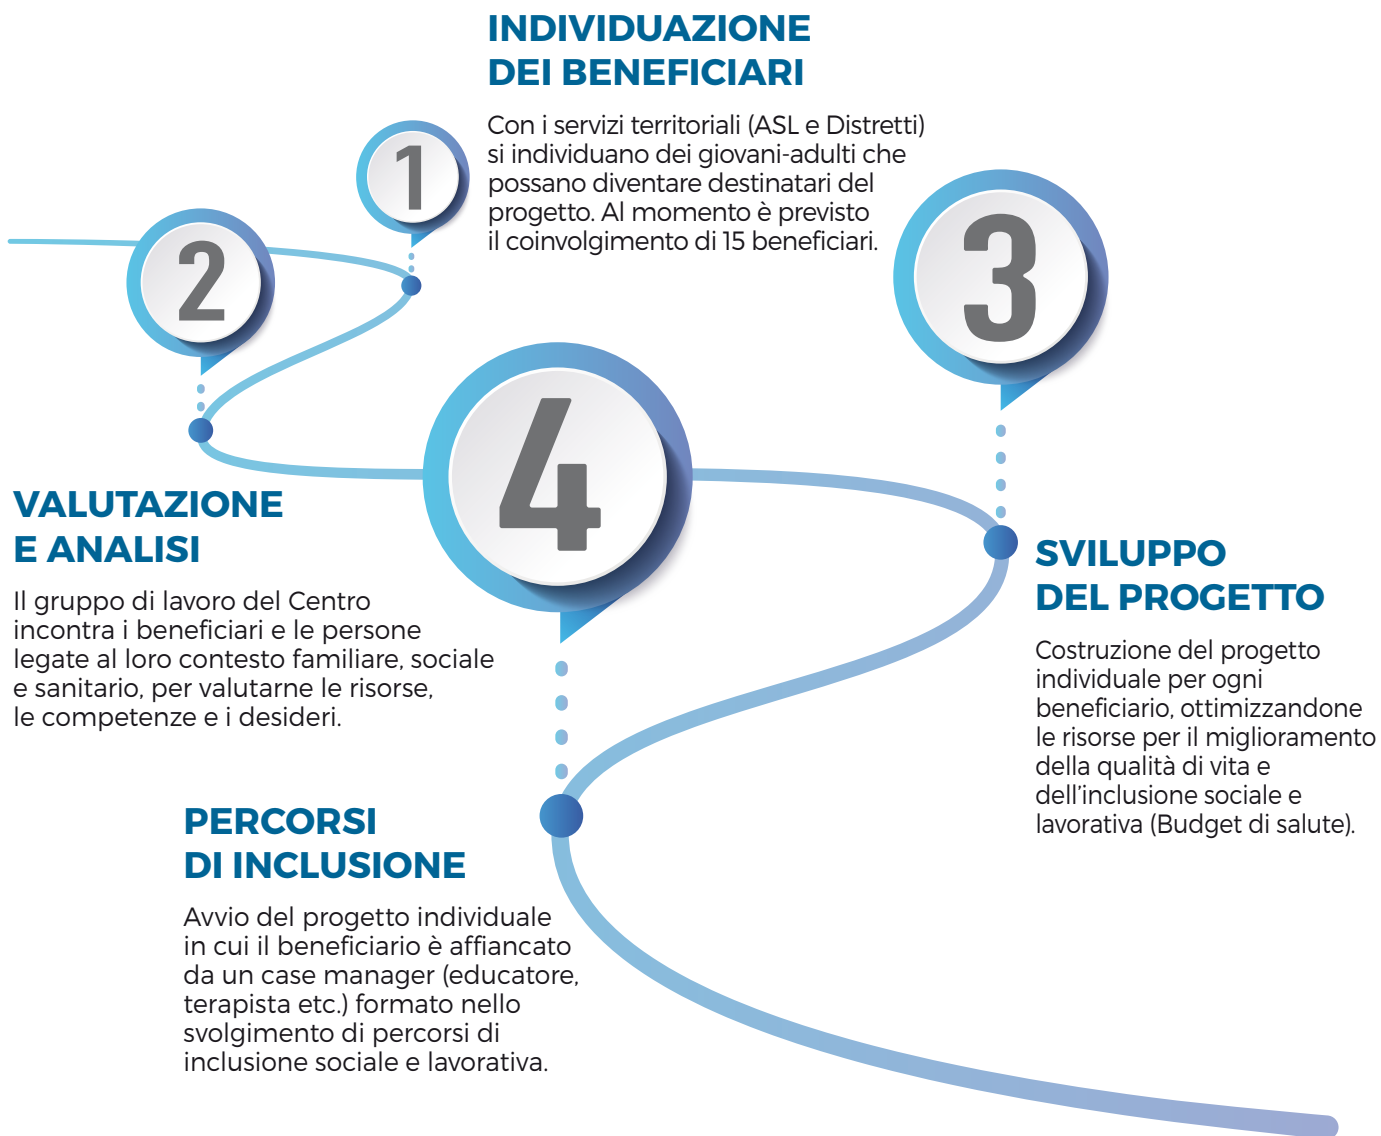 1
INDIVIDUAZIONE
DEI BENEFICIARI
Con i servizi territoriali (ASL e Distretti)
si individuano dei giovani-adulti che
possano diventare destinatari del
progetto. Al momento è previsto
il coinvolgimento di 15 beneficiari.
2
VALUTAZIONE
E ANALISI
Il gruppo di lavoro del Centro
incontra i beneficiari e le persone
legate al loro contesto familiare, sociale
e sanitario, per valutarne le risorse,
le competenze e i desideri.
3
SVILUPPO
DEL PROGETTO
Costruzione del progetto
individuale per ogni
beneficiario, ottimizzandone
le risorse per il miglioramento
della qualità di vita e
dell’inclusione sociale e
lavorativa (Budget di salute).
4
PERCORSI
DI INCLUSIONE
Avvio del progetto individuale
in cui il beneficiario è affiancato
da un case manager (educatore,
terapista etc.) formato nello
svolgimento di percorsi di
inclusione sociale e lavorativa.